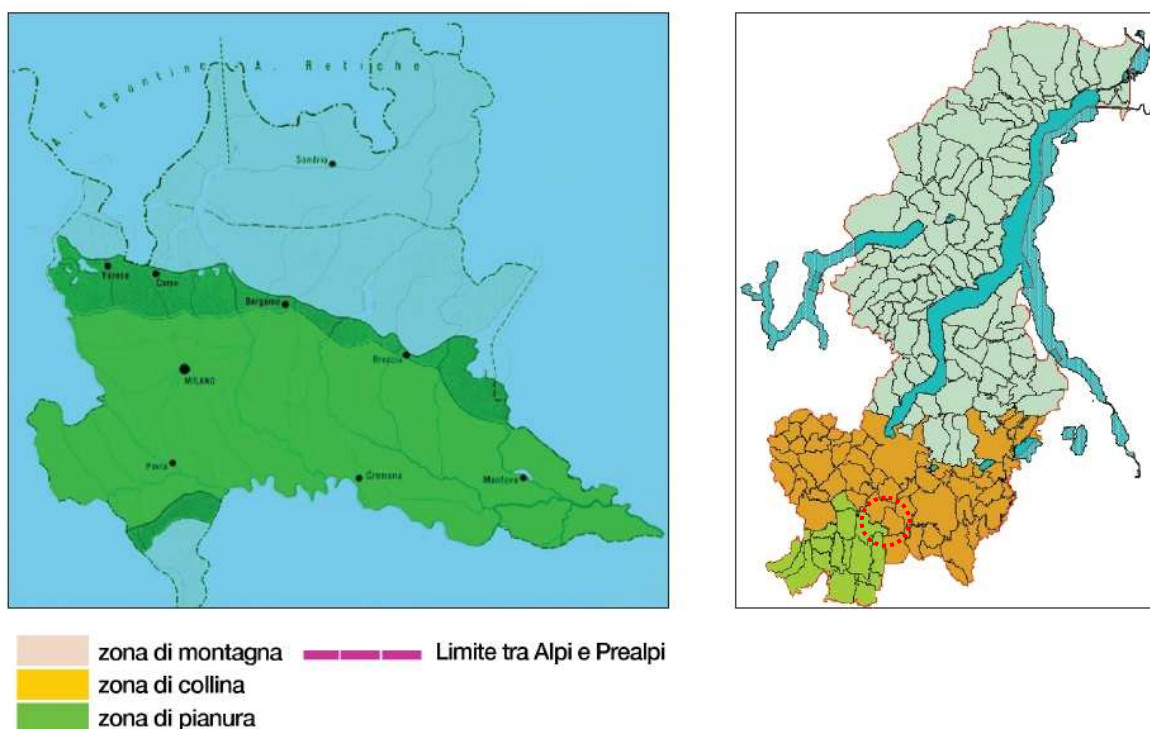 A. Lepontine A. Retiche
Sondrio
Varese
Como
Bergamo
Brescia
MILANO
Pavia
Cremona
Mantova
zona di montagna
Limite tra Alpi e Prealpi
zona di collina
zona di pianura